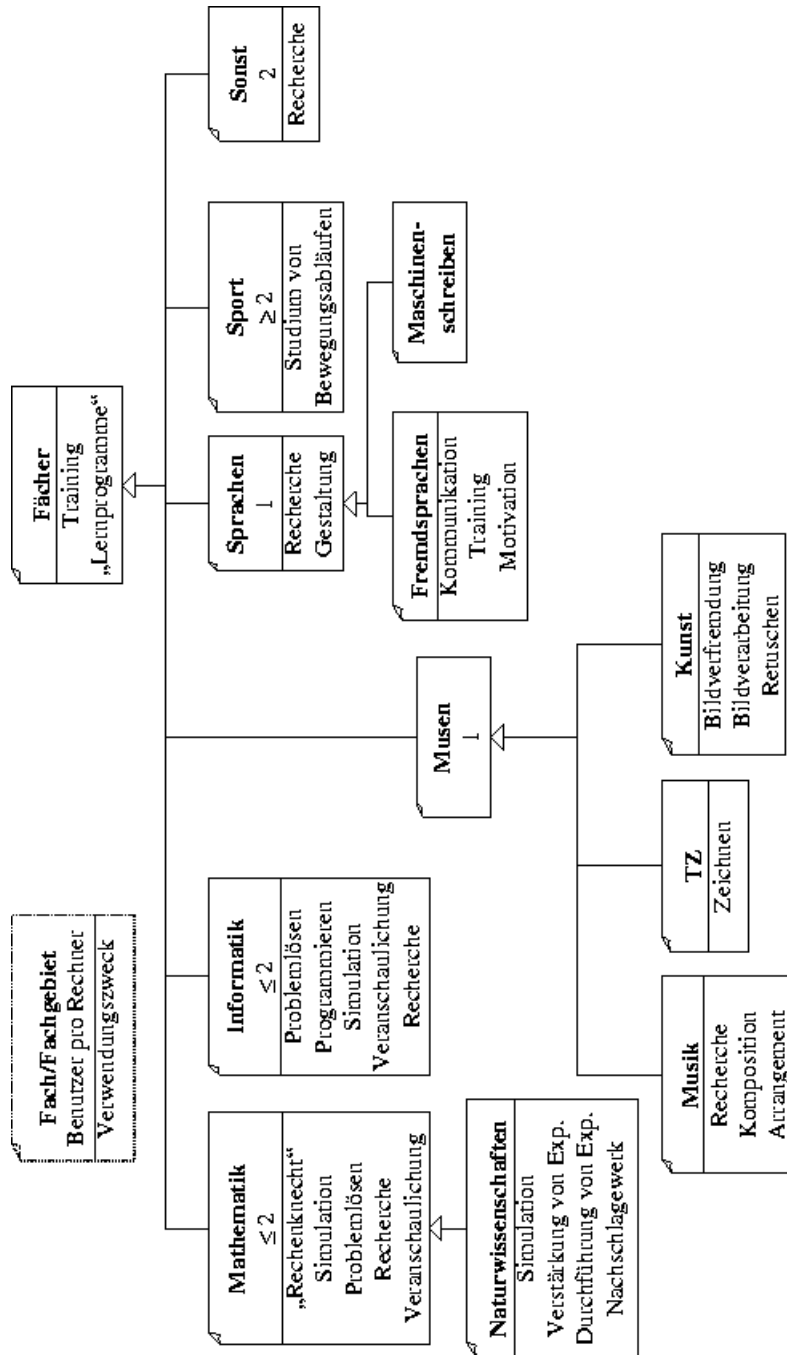 Fach/Fachgebiet
Benutzer pro Rechner
Verwendungszweck
Fächer
Training
„Lernprogramme“
Mathematik
≤ 2
„Rechenknecht“
Simulation
Problemlösen
Recherche
Veranschaulichung
Informatik
≤ 2
Problemlösen
Programmieren
Simulation
Veranschaulichung
Recherche
Sprachen
1
Recherche
Gestaltung
Sport
≥ 2
Studium von
Bewegungsabläufen
Sonst
2
Recherche
Musen
1
Fremdsprachen
Kommunikation
Training
Motivation
Maschinen-
schreiben
Naturwissenschaften
Simulation
Verstärkung von Exp.
Durchführung von Exp.
Nachschlagewerk
Musik
Recherche
Komposition
Arrangement
TZ
Zeichnen
Kunst
Bildverfremdung
Bildverarbeitung
Retuschen